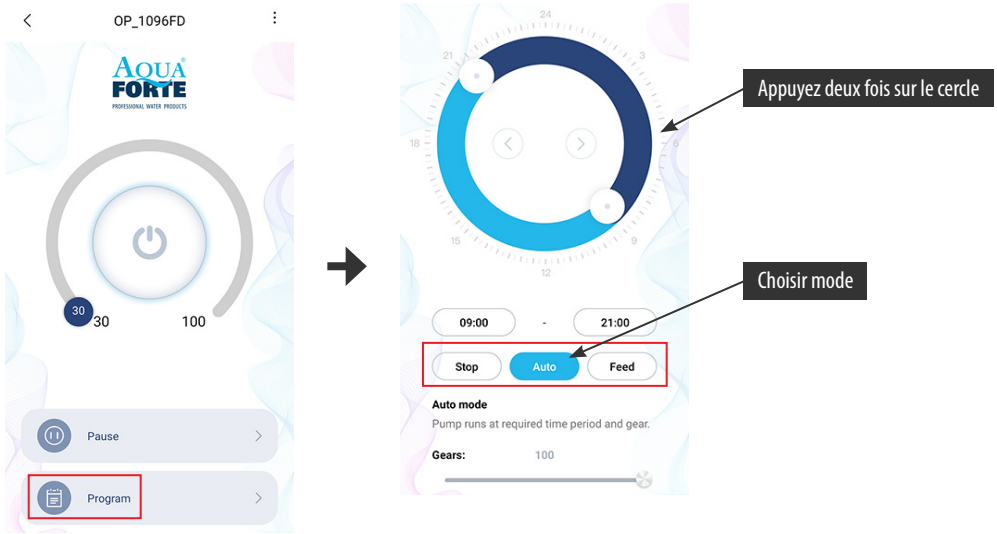 OP_1096FD
AQUA
FORTE
PROFESSIONAL WATER PRODUCTS
30
30
100
Pause
Program
24
21
3
18
6
15
9
12
09:00 - 21:00
Stop Auto Feed
Auto mode
Pump runs at required time period and gear.
Gears: 100
Appuyez deux fois sur le cercle
Choisir mode